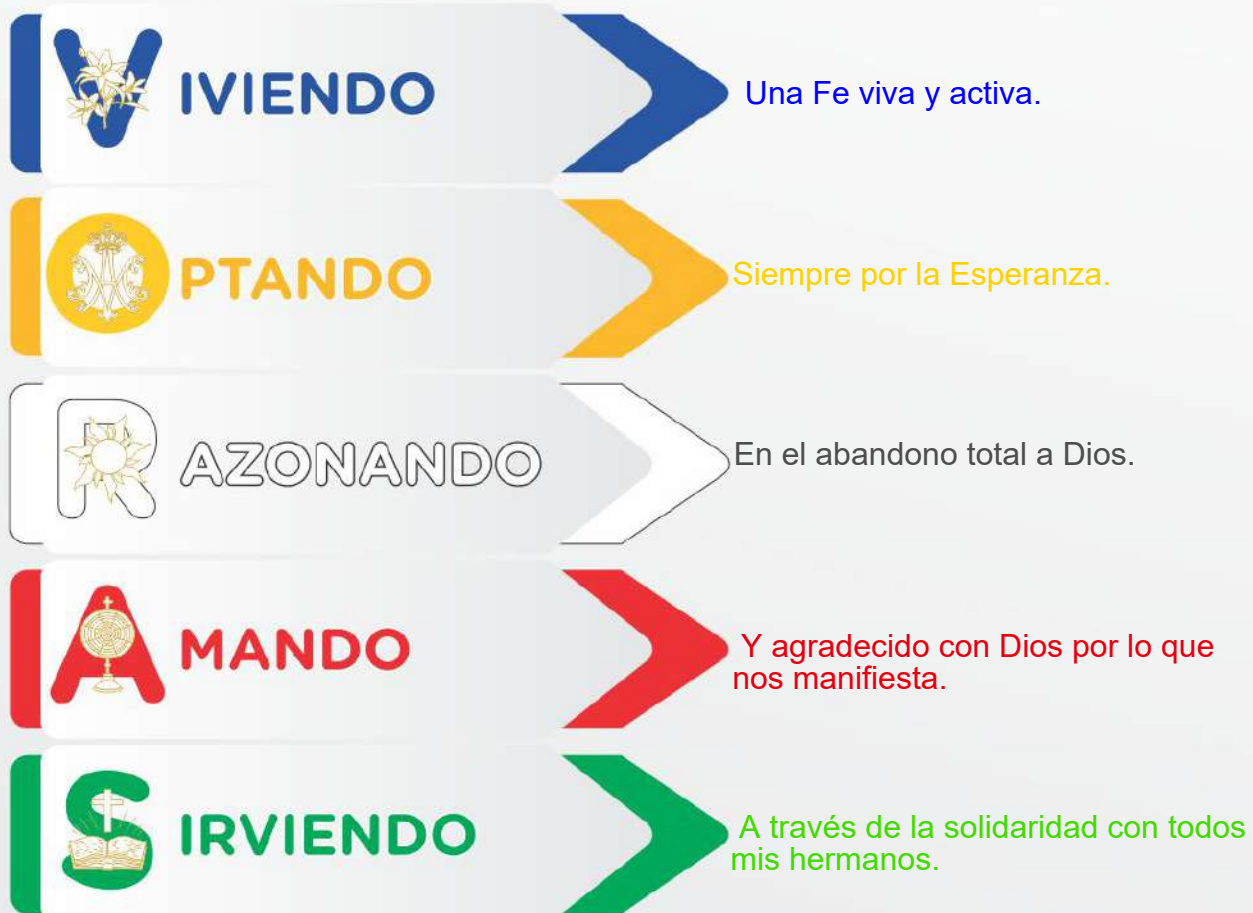 VIVIENDO
Una Fe viva y activa.
OPTANDO
Siempre por la Esperanza.
RAZONANDO
En el abandono total a Dios.
AMANDO
Y agradecido con Dios por lo que
nos manifiesta.
SIRVIENDO
A través de la solidaridad con todos
mis hermanos.